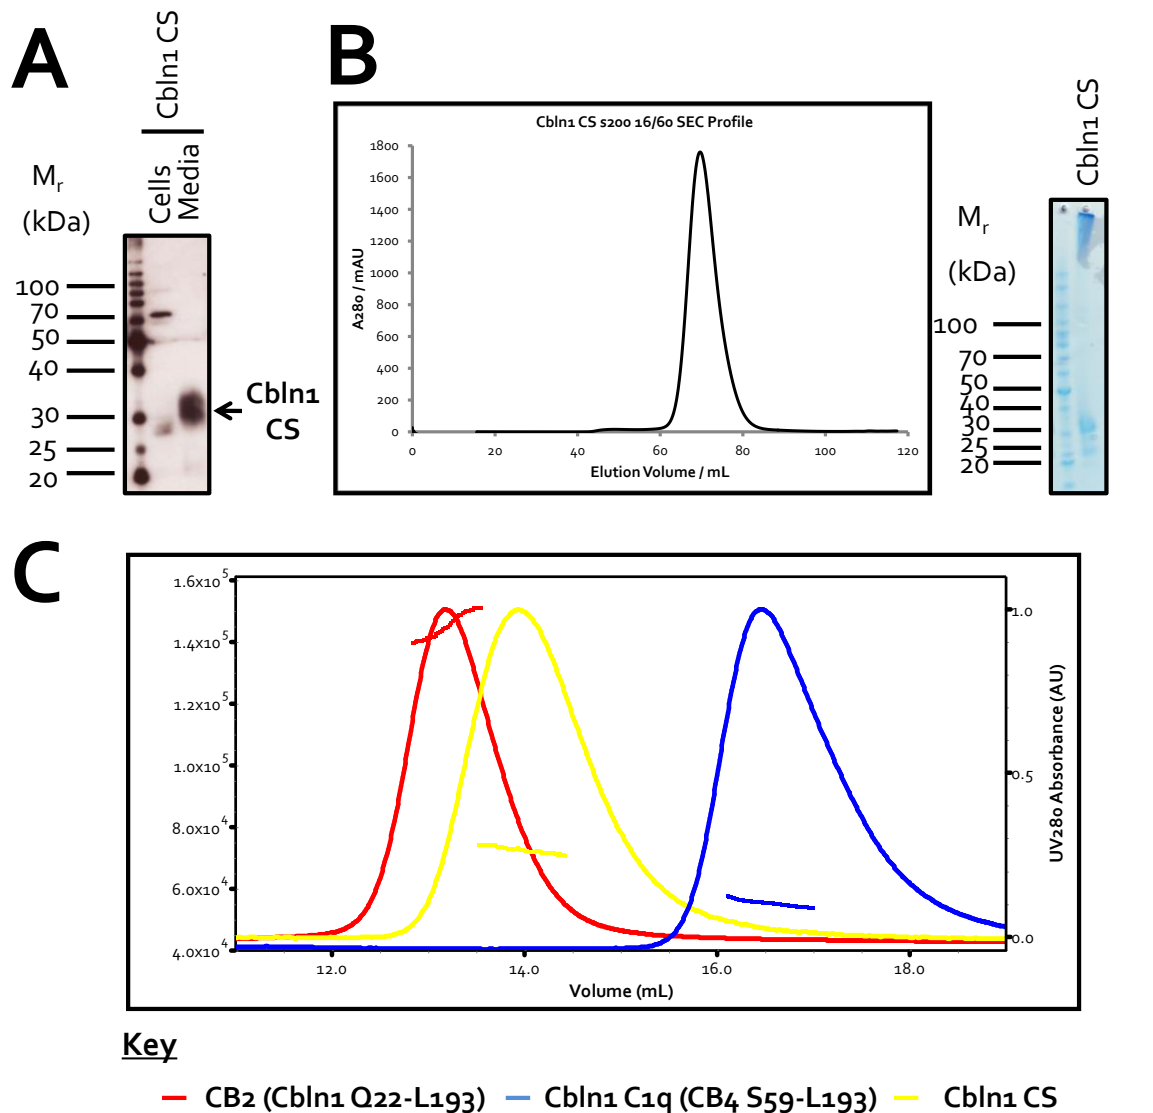 A
Cbln1 CS
Cells
Media
Mr
(kDa)
100
70
50
40
30
25
20
Cbln1
CS
B
Cbln1 CS s200 16/60 SEC Profile
A280 / mAU
1800
1600
1400
1200
1000
800
600
400
200
0
0 20 40 60 80 100 120
Elution Volume / mL
Cbln1 CS
Mr
(kDa)
100
70
50
40
30
25
20
C
1.6x10^5
1.4x10^5
1.2x10^5
1.0x10^5
8.0x10^4
6.0x10^4
4.0x10^4
1.0
0.5
0.0
UV280 Absorbance (AU)
12.0 14.0 16.0 18.0
Volume (mL)
Key
CB2 (Cbln1 Q22-L193) Cbln1 C1q (CB4 S59-L193) Cbln1 CS